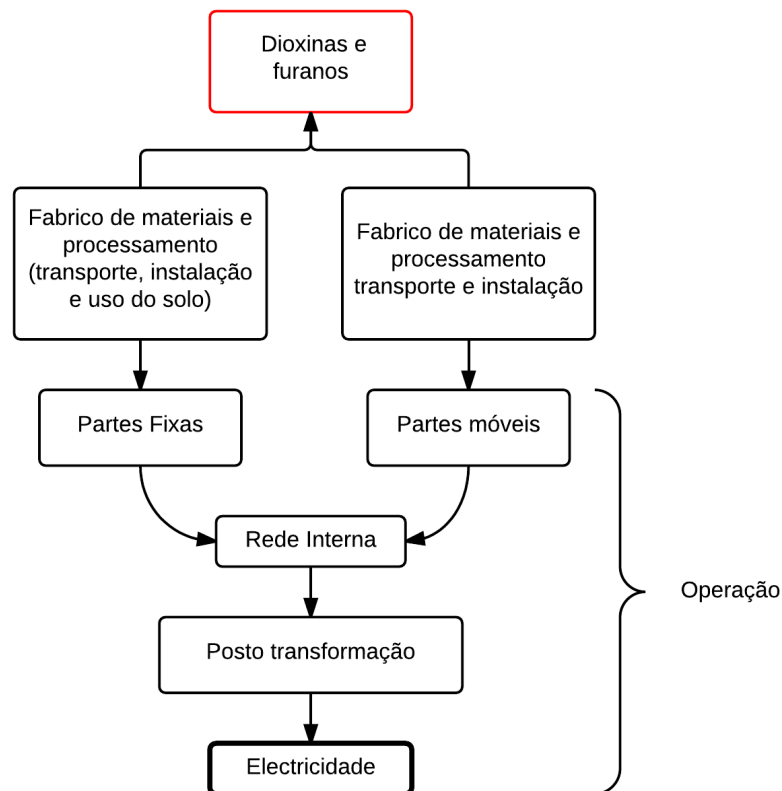 Dioxinas e
furanos
Fabrico de materiais e
processamento
(transporte, instalação
e uso do solo)
Fabrico de materiais e
processamento
transporte e instalação
Partes Fixas
Partes móveis
Rede Interna
Operação
Posto transformação
Electricidade